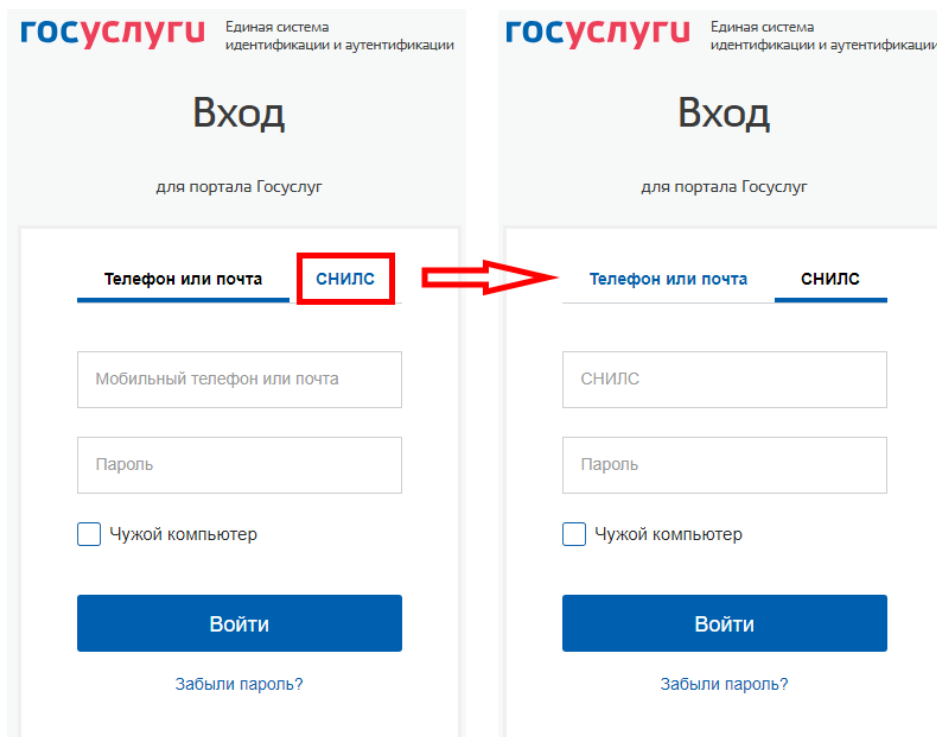 госуслуги Единая система
идентификации и аутентификации
Вход
для портала Госуслуг
Телефон или почта СНИЛС
Мобильный телефон или почта
Пароль
Чужой компьютер
Войти
Забыли пароль?
госуслуги Единая система
идентификации и аутентификации
Вход
для портала Госуслуг
Телефон или почта СНИЛС
СНИЛС
Пароль
Чужой компьютер
Войти
Забыли пароль?